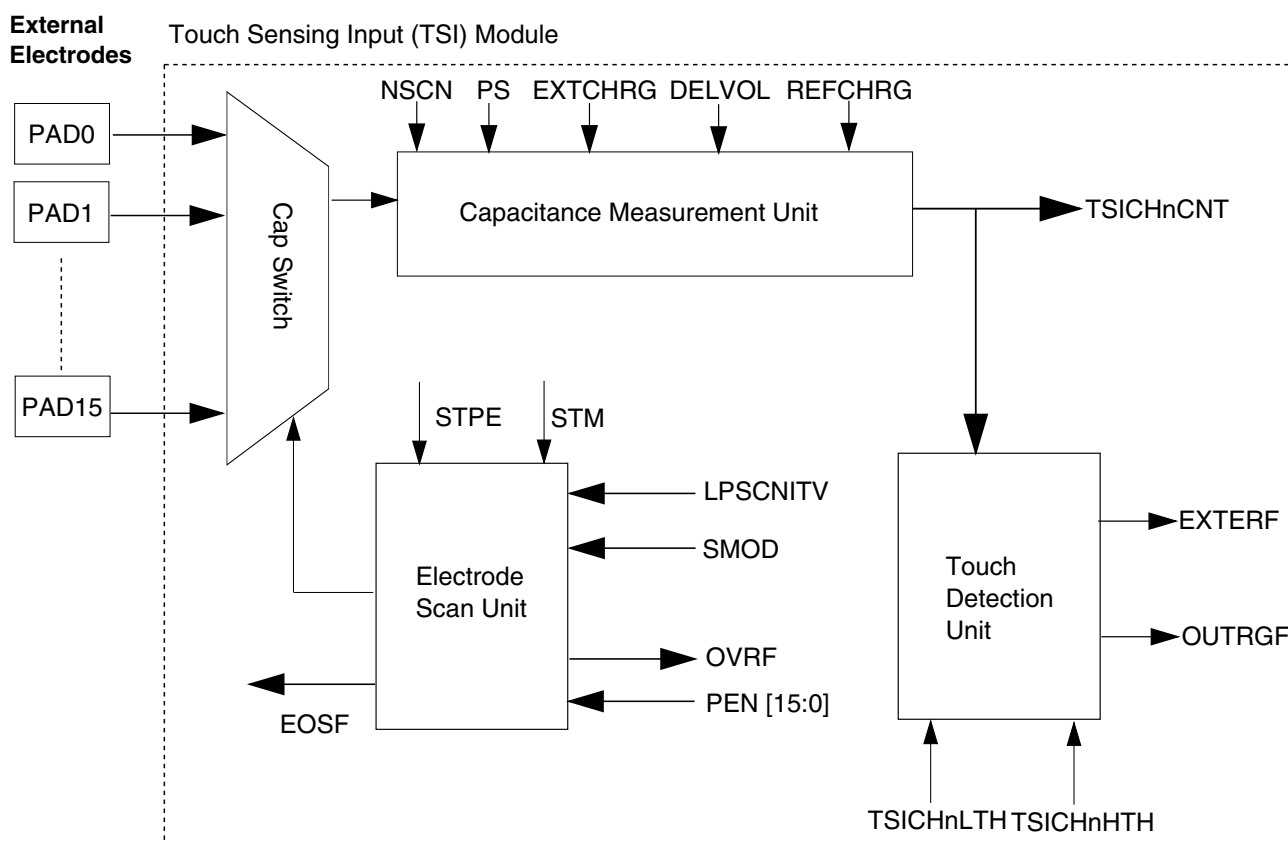 External
Electrodes
Touch Sensing Input (TSI) Module
NSCN PS EXTCHRG DELVOL REFCHRG
PAD0
PAD1
PAD15
Cap Switch
Capacitance Measurement Unit
TSICHnCNT
STPE
STM
LPSCNITV
SMOD
Electrode
Scan Unit
OVRF
PEN [15:0]
EOSF
Touch
Detection
Unit
EXTERF
OUTRGF
TSICHnLTH TSICHnHTH